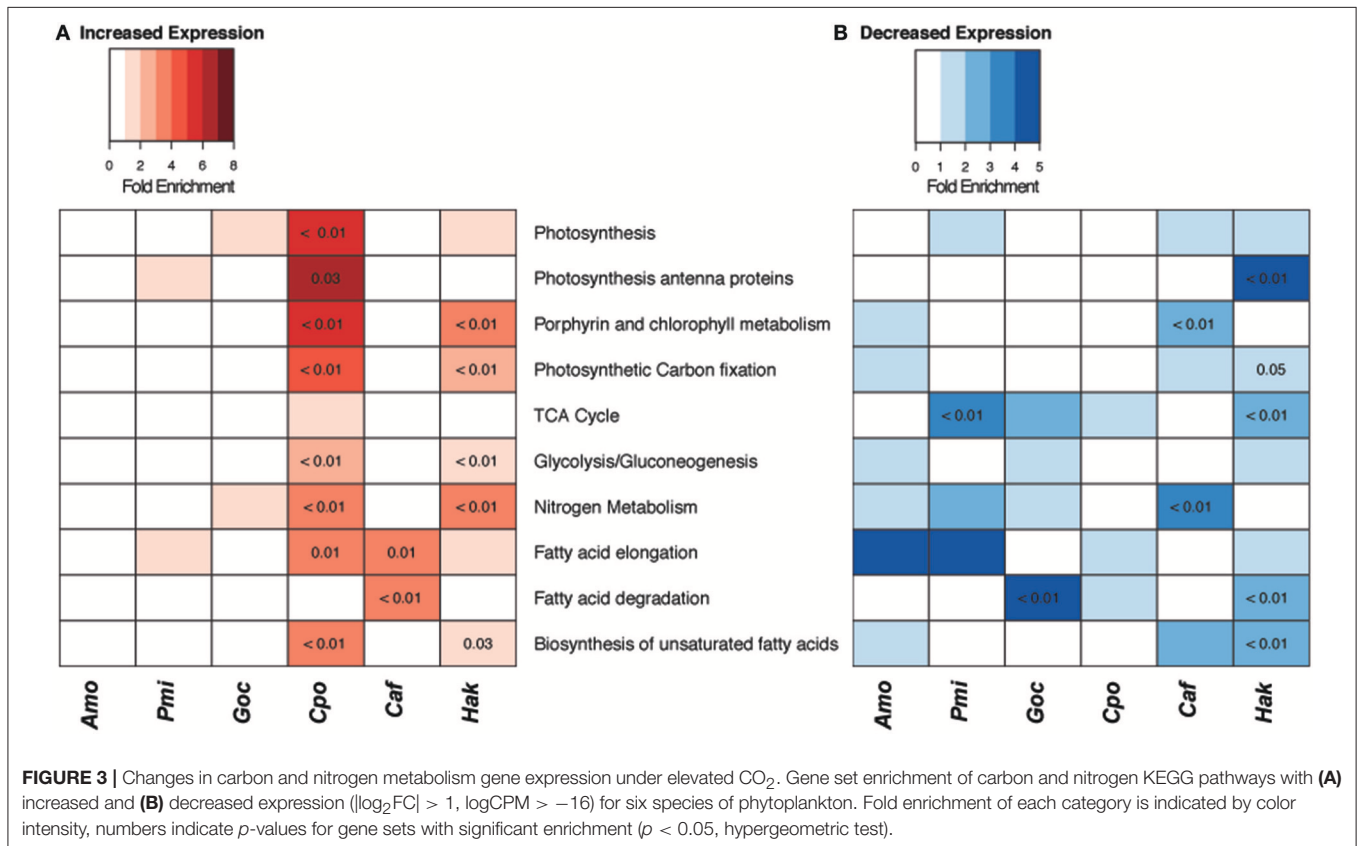 A Increased Expression
0 2 4 6 8
Fold Enrichment
B Decreased Expression
0 1 2 3 4 5
Fold Enrichment
< 0.01 Photosynthesis
0.03 Photosynthesis antenna proteins < 0.01
< 0.01 < 0.01 Porphyrin and chlorophyll metabolism < 0.01
< 0.01 < 0.01 Photosynthetic Carbon fixation 0.05
TCA Cycle < 0.01 < 0.01
< 0.01 < 0.01 Glycolysis/Gluconeogenesis
< 0.01 < 0.01 Nitrogen Metabolism < 0.01
0.01 0.01 Fatty acid elongation
< 0.01 Fatty acid degradation < 0.01 < 0.01
< 0.01 0.03 Biosynthesis of unsaturated fatty acids < 0.01
Amo Pmi Goc Cpo Caf Hak
Amo Pmi Goc Cpo Caf Hak
FIGURE 3 | Changes in carbon and nitrogen metabolism gene expression under elevated CO₂. Gene set enrichment of carbon and nitrogen KEGG pathways with (A)
increased and (B) decreased expression (|log₂FC| > 1, logCPM > −16) for six species of phytoplankton. Fold enrichment of each category is indicated by color
intensity, numbers indicate p-values for gene sets with significant enrichment (p < 0.05, hypergeometric test).